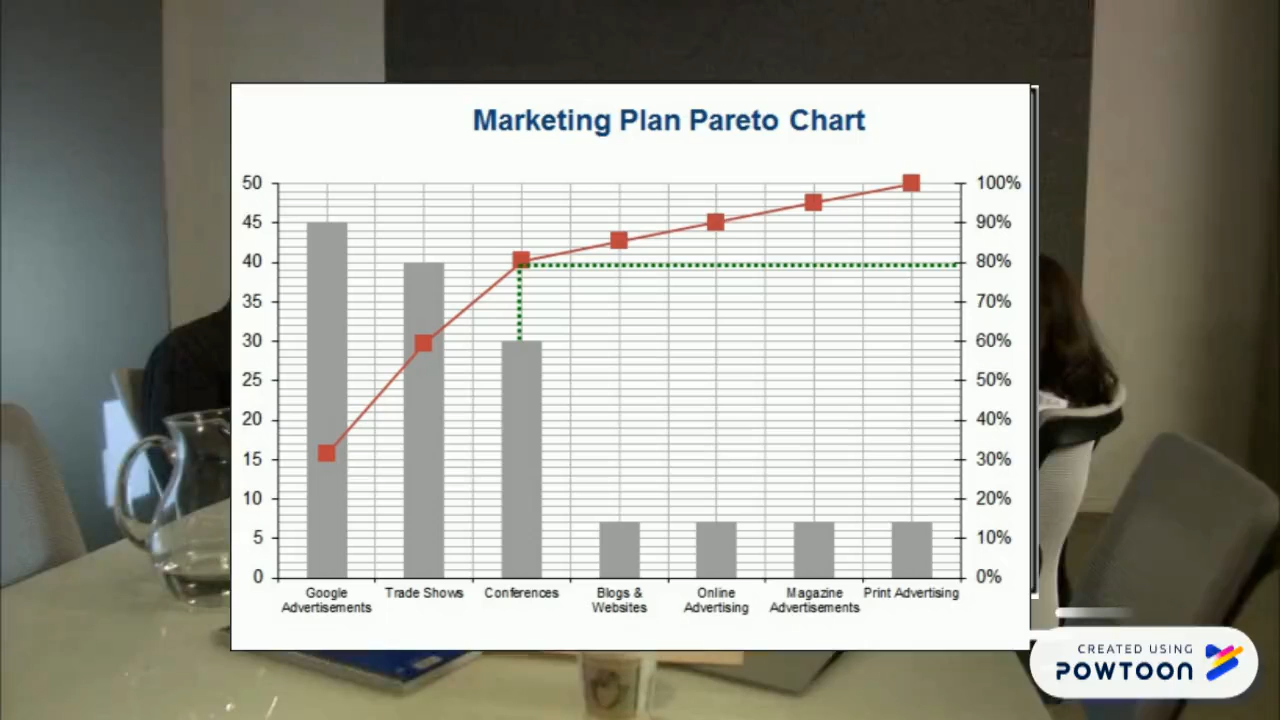 Marketing Plan Pareto Chart
50
45
40
35
30
25
20
15
10
5
0
100%
90%
80%
70%
60%
50%
40%
30%
20%
10%
0%
Google
Advertisements
Trade Shows
Conferences
Blogs &
Websites
Online
Advertising
Magazine
Advertisements
Print Advertising
CREATED USING
POWTOON